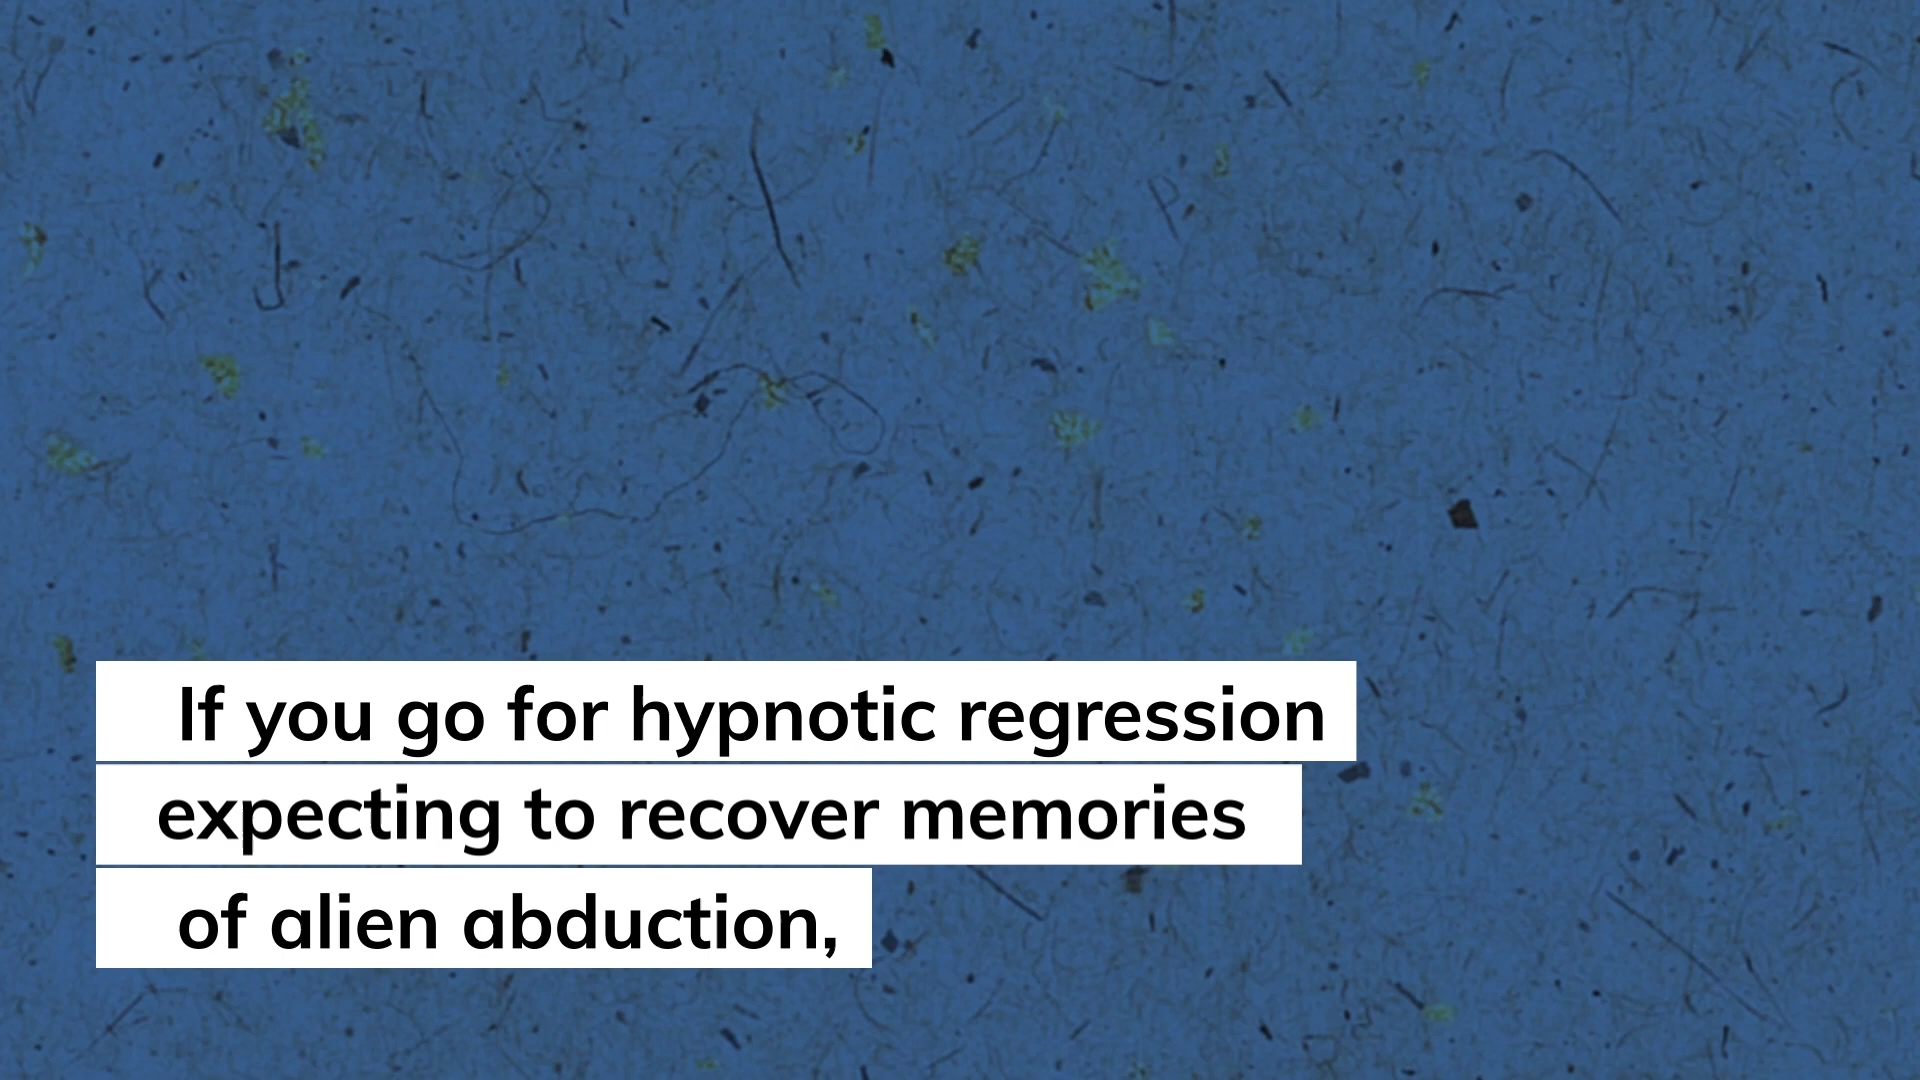 If you go for hypnotic regression
expecting to recover memories
of alien abduction,